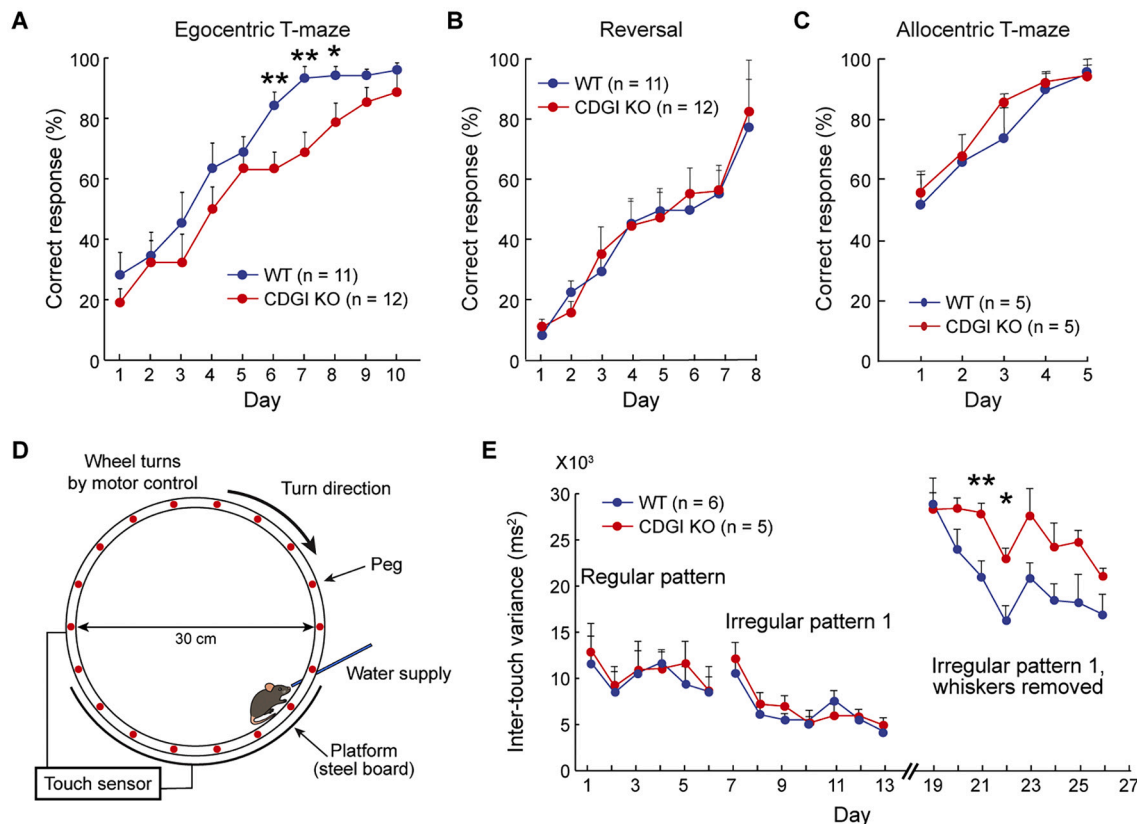 A
Egocentric T-maze
Correct response (%)
100
80
60
40
20
0
** ** *
WT (n = 11)
CDGI KO (n = 12)
1 2 3 4 5 6 7 8 9 10
Day
B
Reversal
Correct response (%)
100
80
60
40
20
0
WT (n = 11)
CDGI KO (n = 12)
1 2 3 4 5 6 7 8
Day
C
Allocentric T-maze
Correct response (%)
100
80
60
40
20
0
WT (n = 5)
CDGI KO (n = 5)
1 2 3 4 5
Day
D
Wheel turns
by motor control
Turn direction
Peg
30 cm
Water supply
Platform
(steel board)
Touch sensor
E
X10³
Inter-touch variance (ms²)
30
25
20
15
10
5
0
WT (n = 6)
CDGI KO (n = 5)
Regular pattern
Irregular pattern 1
** *
Irregular pattern 1,
whiskers removed
1 3 5 7 9 11 13 19 21 23 25 27
Day